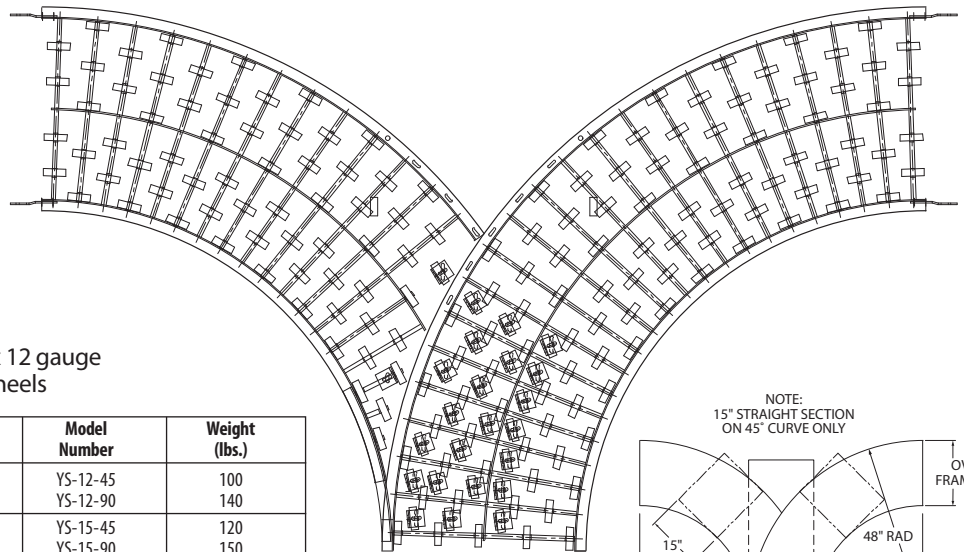 12 gauge
Model
Number
Weight
(lbs.)
YS-12-45 100
YS-12-90 140
YS-15-45 120
YS-15-90 150
NOTE:
15" STRAIGHT SECTION
ON 45° CURVE ONLY
15"
48" RAD